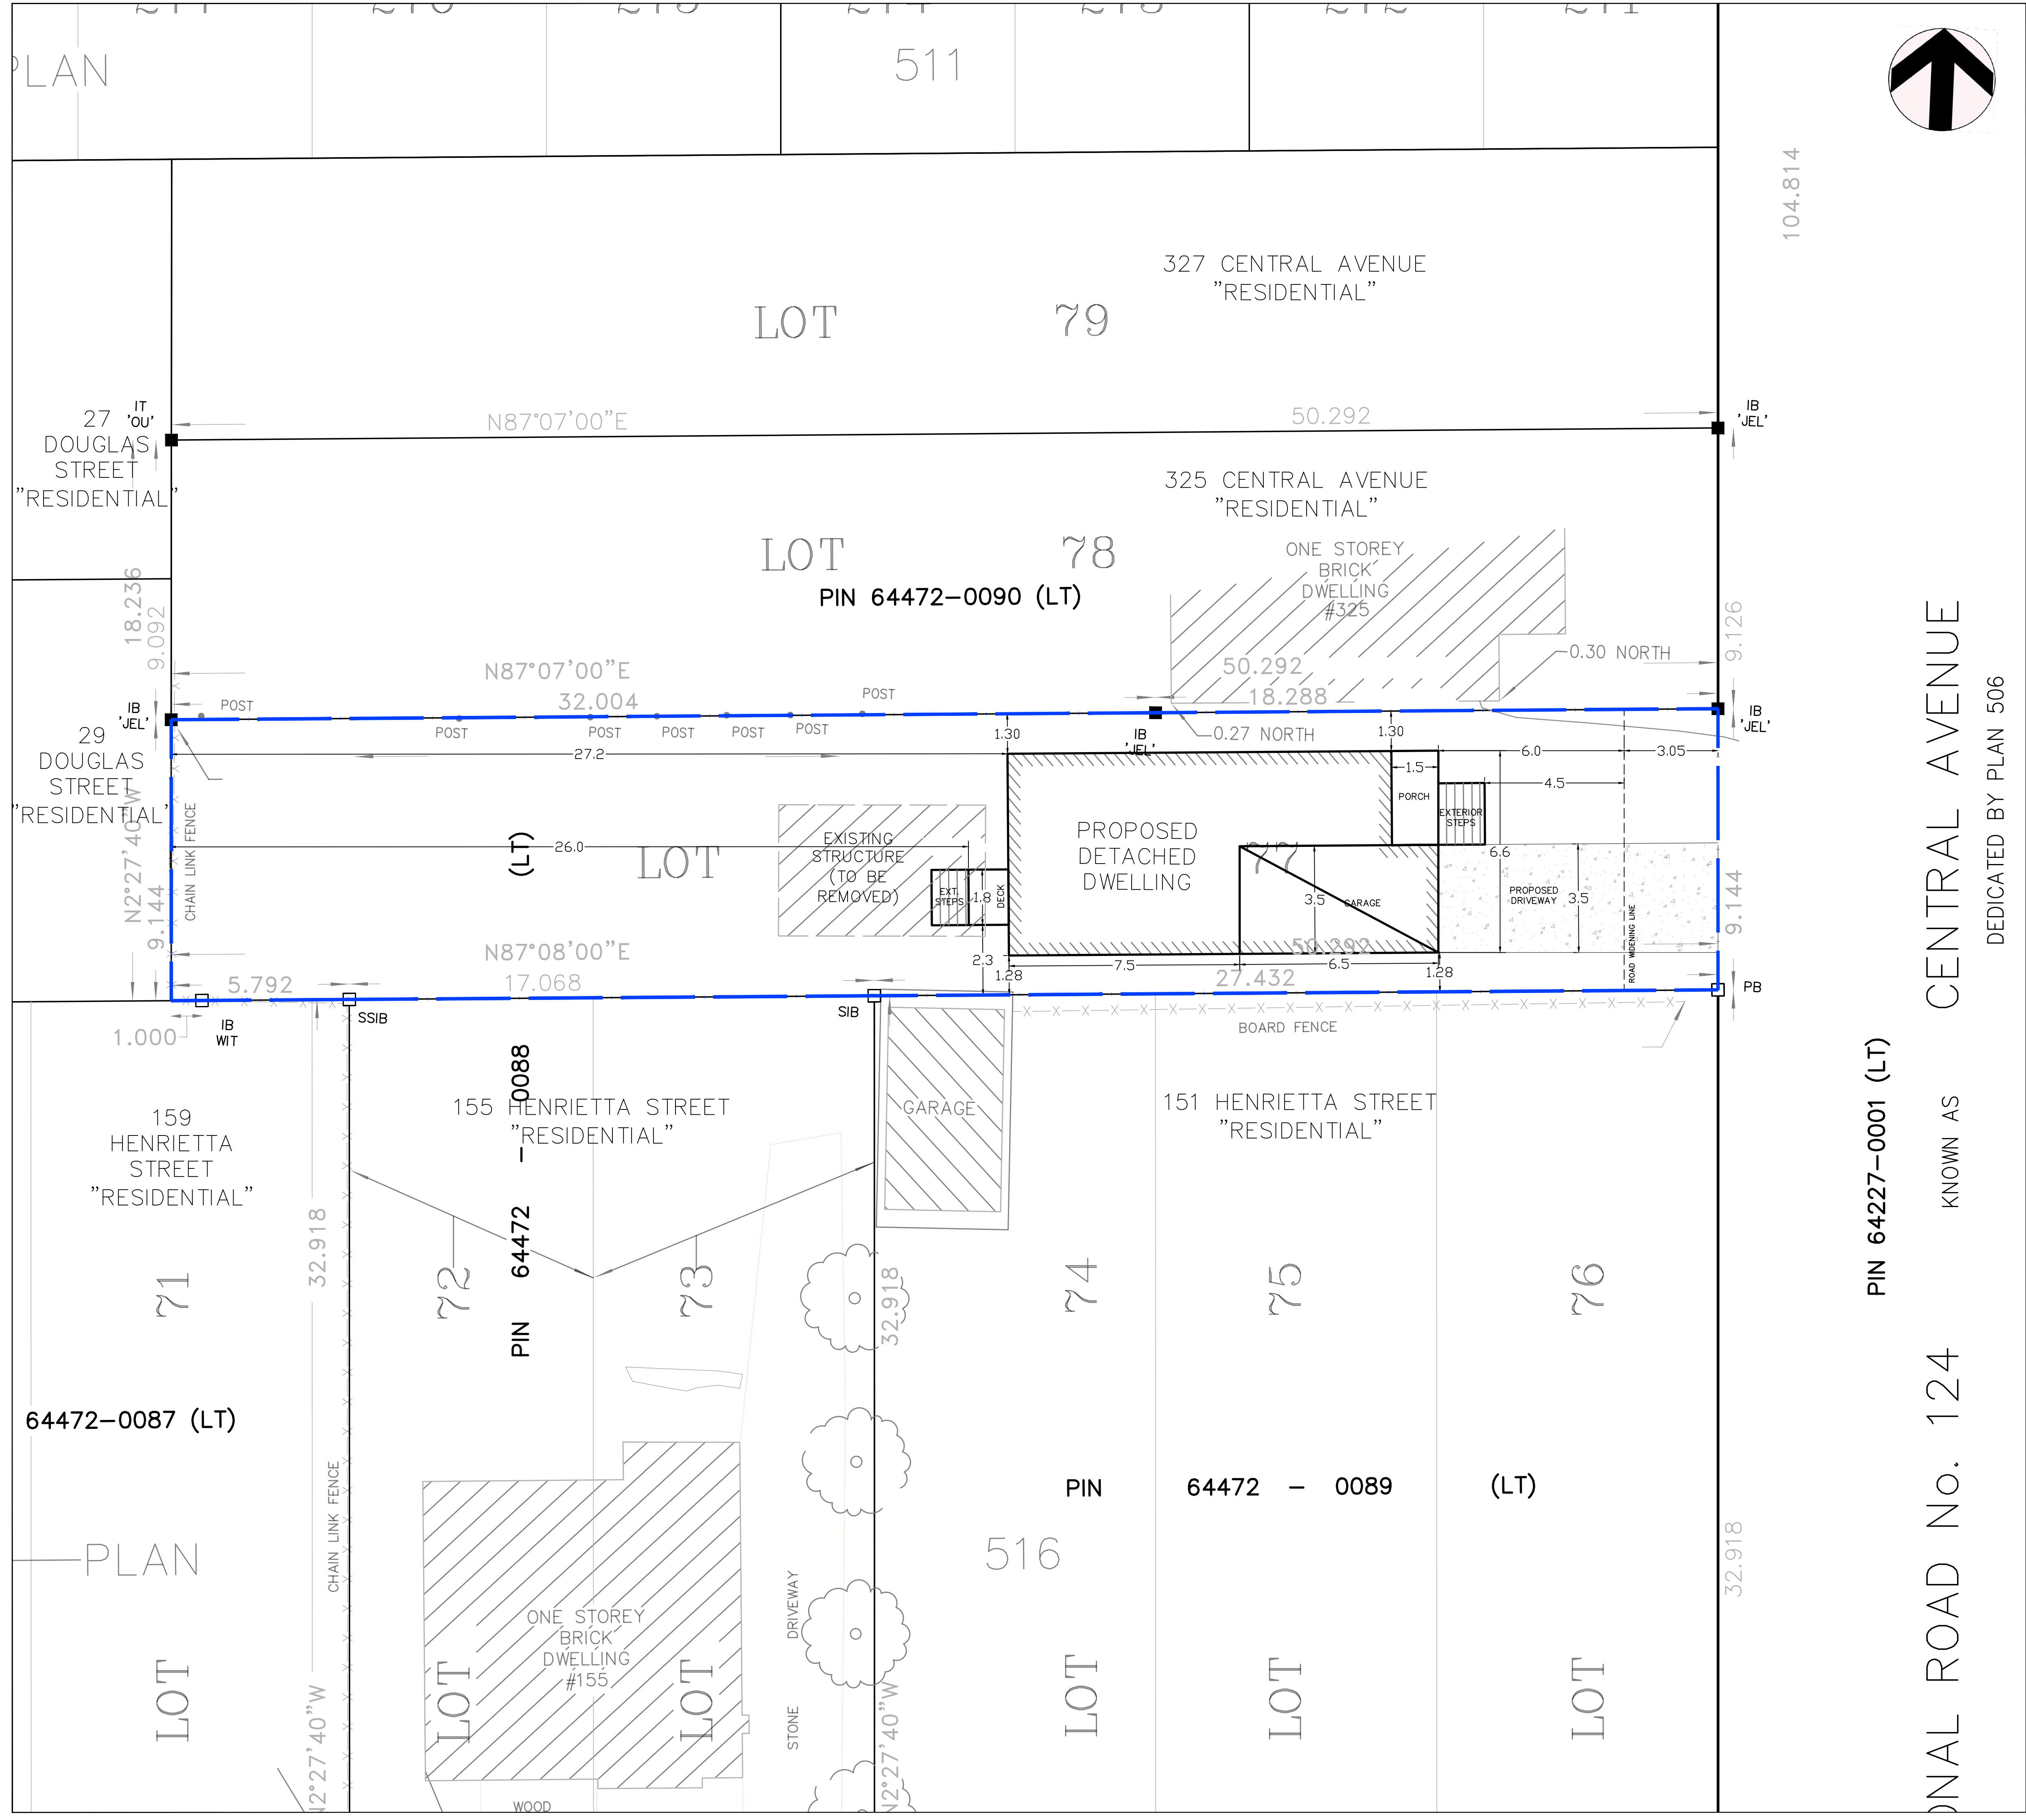 PLAN
511
104.814
327 CENTRAL AVENUE
"RESIDENTIAL"
LOT 79
IT
'OU'
27
DOUGLAS
STREET
"RESIDENTIAL"
N87°07'00"E
50.292
IB
'JEL'
325 CENTRAL AVENUE
"RESIDENTIAL"
LOT 78
PIN 64472-0090 (LT)
ONE STOREY
BRICK
DWELLING
#325
18.236
9.092
9.126
0.30 NORTH
N87°07'00"E
50.292
32.004
18.288
POST
POST
POST
POST
POST
POST
POST
IB
'JEL'
IB
'JEL'
IB
'JEL'
0.27 NORTH
29
DOUGLAS
STREET
"RESIDENTIAL"
N2°27'40"W
9.144
CHAIN LINK FENCE
27.2
26.0
(LT)
LOT 77
EXISTING
STRUCTURE
(TO BE
REMOVED)
EXT.
STEPS
1.8
DECK
2.3
1.30
1.30
PROPOSED
DETACHED
DWELLING
1.5
PORCH
EXTERIOR
STEPS
6.0
3.05
4.5
6.6
3.5
GARAGE
PROPOSED
DRIVEWAY
3.5
ROAD WIDENING LINE
9.144
N87°08'00"E
50.292
5.792
17.068
27.432
1.28
7.5
6.5
1.28
PB
1.000
IB
WIT
SSIB
SIB
BOARD FENCE
159
HENRIETTA
STREET
"RESIDENTIAL"
155 HENRIETTA STREET
"RESIDENTIAL"
GARAGE
151 HENRIETTA STREET
"RESIDENTIAL"
PIN 64472 - 0088
32.918
32.918
71
72
73
74
75
76
64472-0087 (LT)
PIN 64472 - 0089 (LT)
PLAN
516
CHAIN LINK FENCE
ONE STOREY
BRICK
DWELLING
#155
STONE DRIVEWAY
LOT
LOT
LOT
LOT
LOT
LOT
N2°27'40"W
N2°27'40"W
WOOD
32.918
PIN 64227-0001 (LT)
ONAL ROAD No. 124 KNOWN AS CENTRAL AVENUE
DEDICATED BY PLAN 506